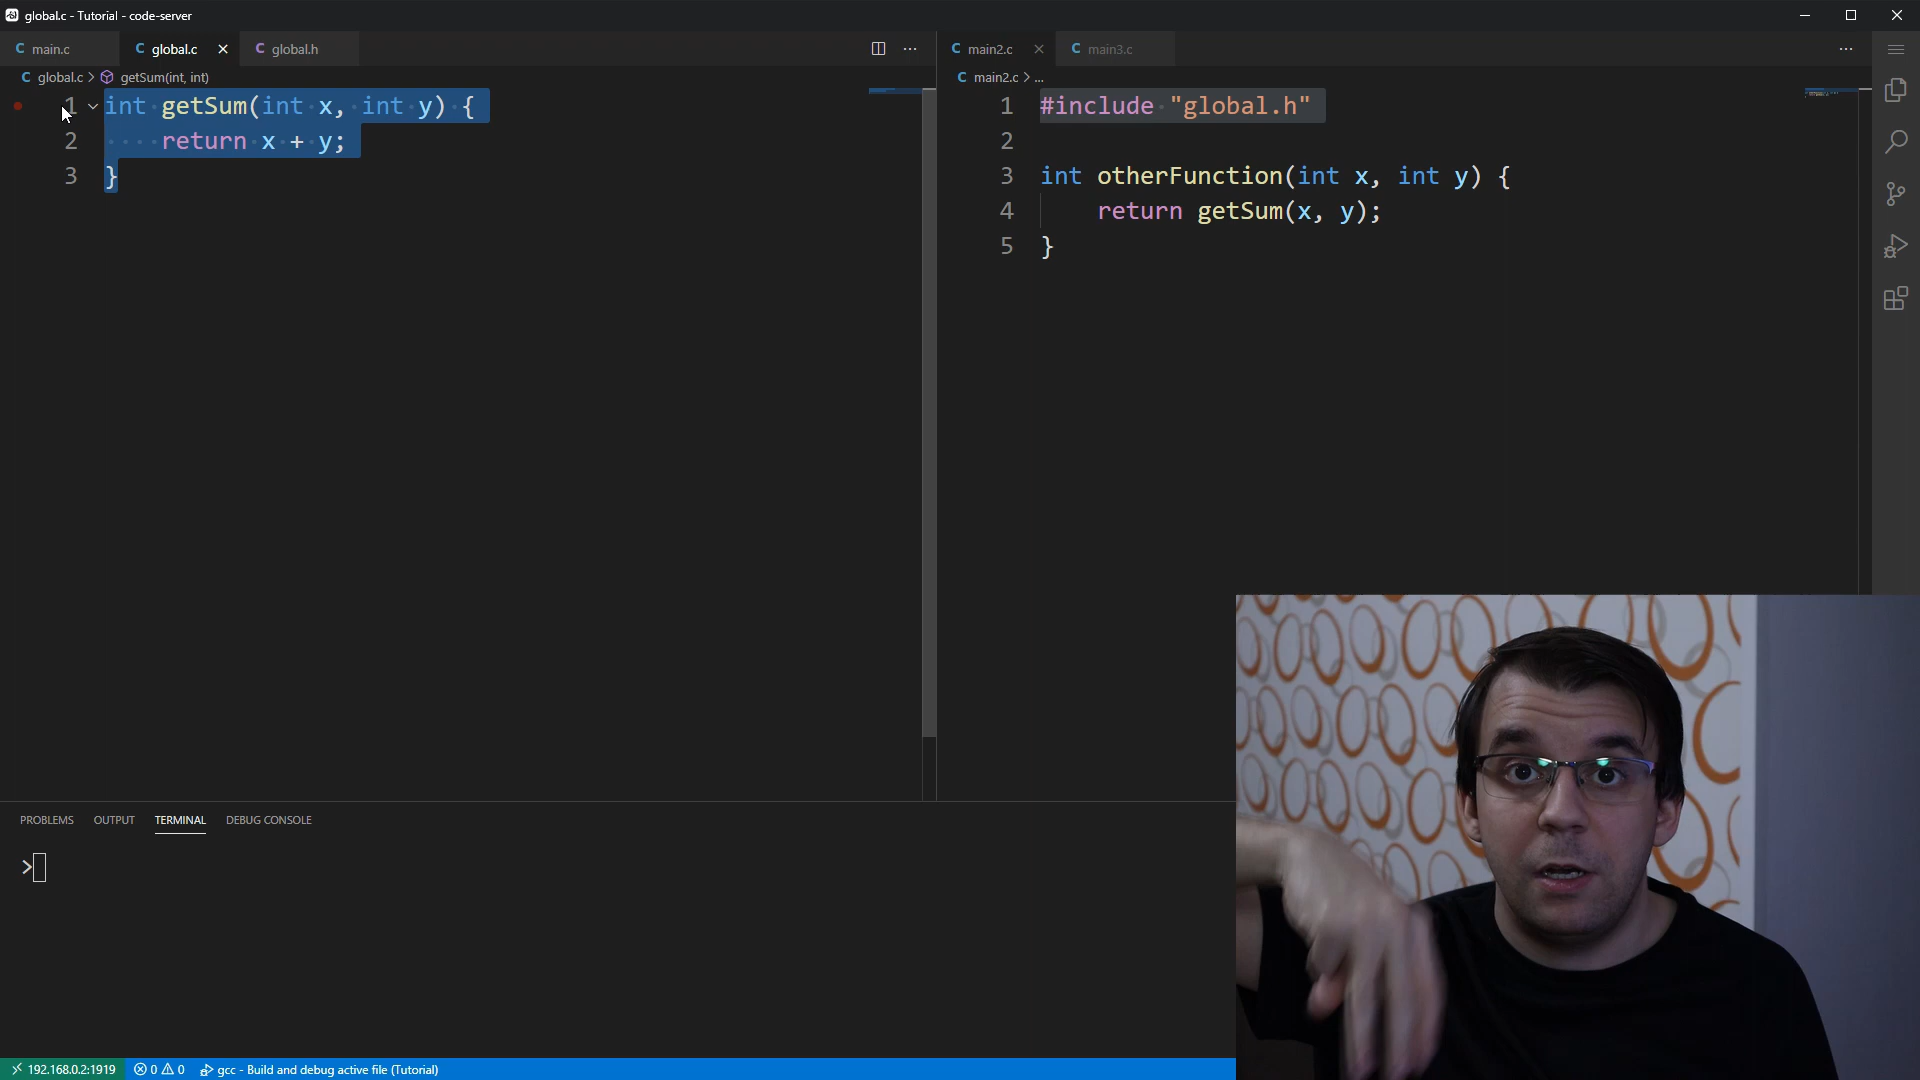 global.c - Tutorial - code-server
C main.c
C global.c
C global.h
C main2.c
C main3.c
C global.c > getSum(int, int)
C main2.c > ...
1 int getSum(int x, int y) {
2 return x + y;
3 }
1 #include "global.h"
2
3 int otherFunction(int x, int y) {
4 return getSum(x, y);
5 }
PROBLEMS OUTPUT TERMINAL DEBUG CONSOLE
>
192.168.0.2:1919 0 0 gcc - Build and debug active file (Tutorial)